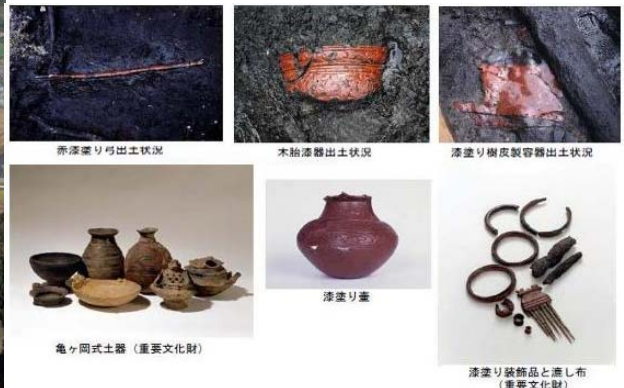 赤漆塗り弓出土状況
木胎漆器出土状況
漆塗り樹皮製容器出土状況
亀ヶ岡式土器（重要文化財）
漆塗り壷
漆塗り装飾品と漉し布
（重要文化財）